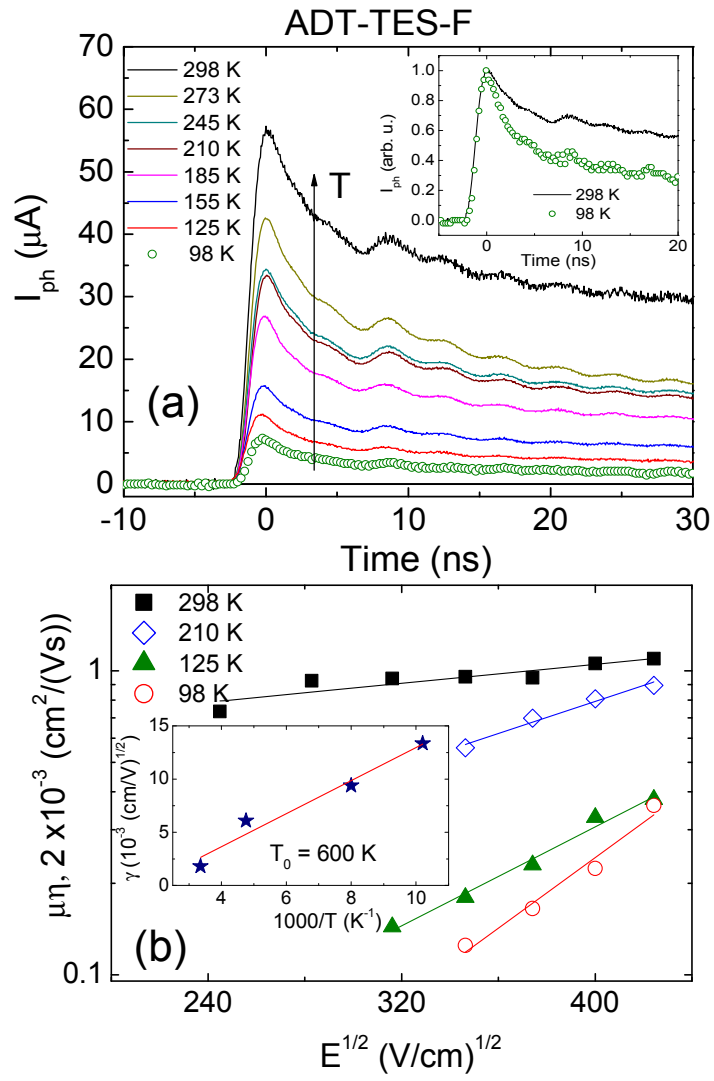 ADT-TES-F
I_ph (μA)
70
60
50
40
30
20
10
0
298 K
273 K
245 K
210 K
185 K
155 K
125 K
98 K
T
(a)
I_ph (arb. u.)
1.0
0.8
0.6
0.4
0.2
0.0
298 K
98 K
0 5 10 15 20
Time (ns)
-10 0 10 20 30
Time (ns)
μη, 2 x10^-3 (cm^2/(Vs))
1
0.1
298 K
210 K
125 K
98 K
γ (10^-3 (cm/V)^1/2)
15
10
5
0
T_0 = 600 K
4 6 8 10
1000/T (K^-1)
(b)
240 320 400
E^1/2 (V/cm)^1/2